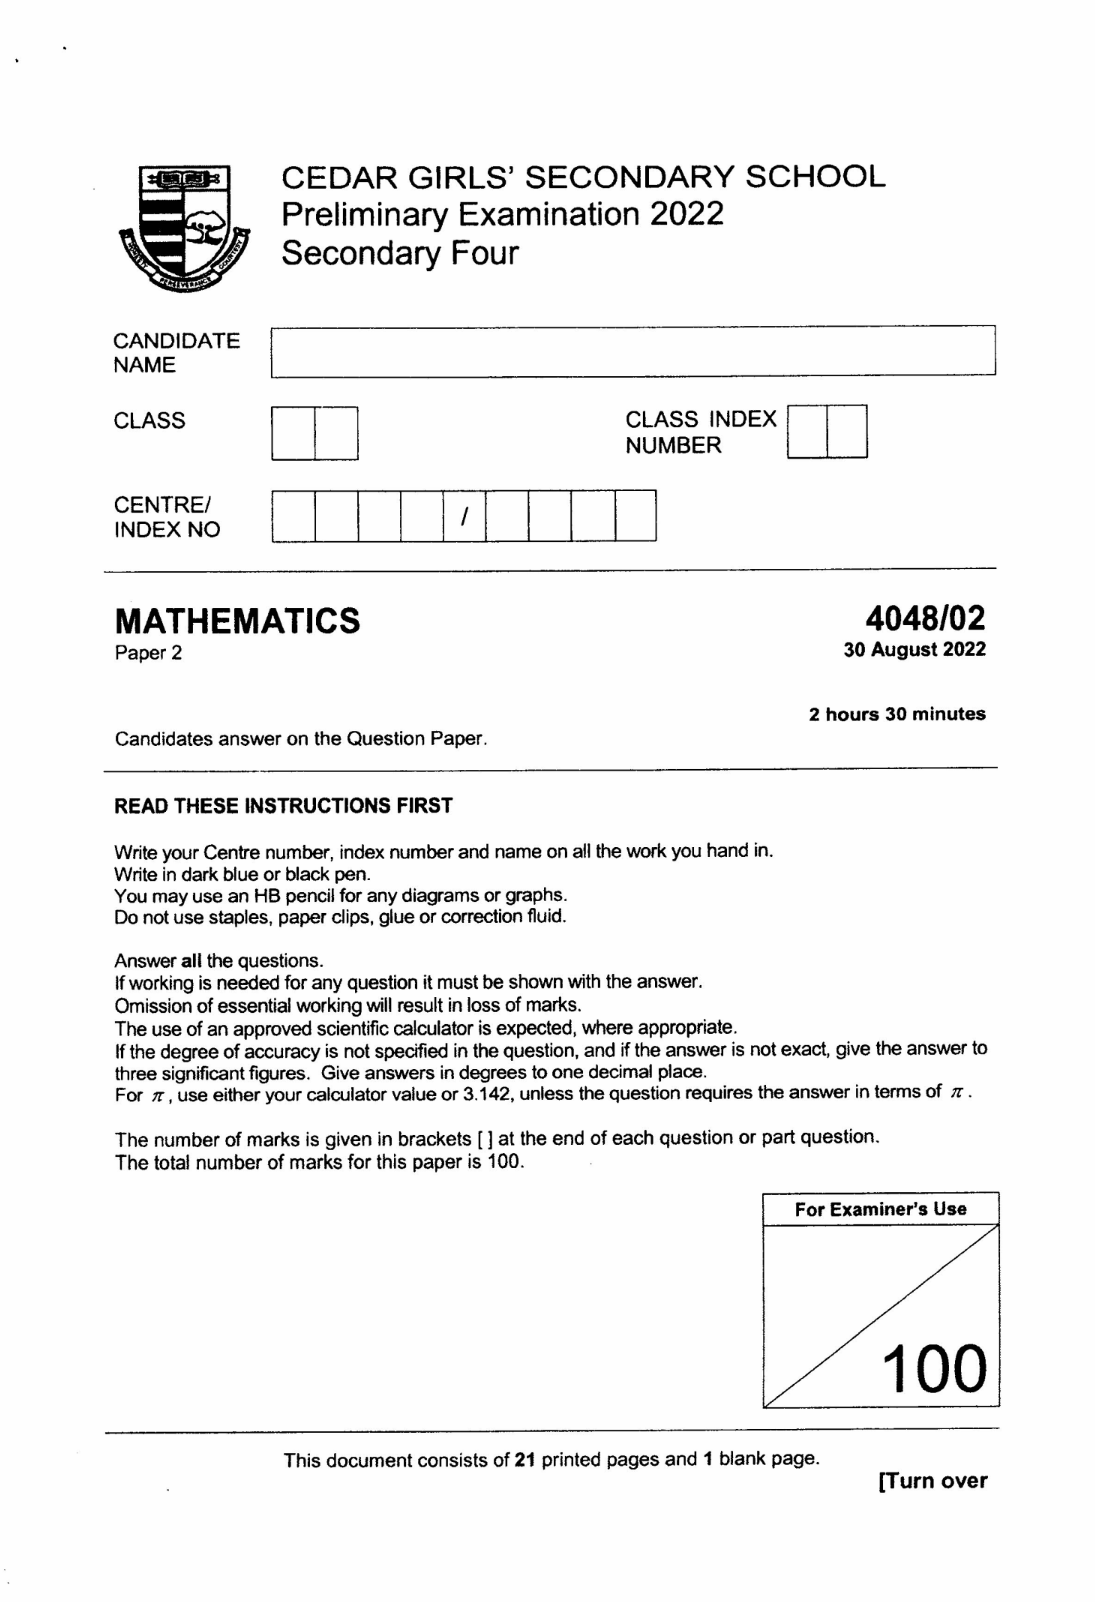 CEDAR GIRLS' SECONDARY SCHOOL
Preliminary Examination 2022
Secondary Four
PERSEVERANCE
COURTESY
CANDIDATE
NAME
CLASS
CLASS INDEX
NUMBER
CENTRE/
INDEX NO
/
MATHEMATICS
4048/02
Paper 2
30 August 2022
2 hours 30 minutes
Candidates answer on the Question Paper.
READ THESE INSTRUCTIONS FIRST
Write your Centre number, index number and name on all the work you hand in.
Write in dark blue or black pen.
You may use an HB pencil for any diagrams or graphs.
Do not use staples, paper clips, glue or correction fluid.
Answer all the questions.
If working is needed for any question it must be shown with the answer.
Omission of essential working will result in loss of marks.
The use of an approved scientific calculator is expected, where appropriate.
If the degree of accuracy is not specified in the question, and if the answer is not exact, give the answer to
three significant figures. Give answers in degrees to one decimal place.
For π, use either your calculator value or 3.142, unless the question requires the answer in terms of π.
The number of marks is given in brackets [ ] at the end of each question or part question.
The total number of marks for this paper is 100.
For Examiner's Use
100
This document consists of 21 printed pages and 1 blank page.
[Turn over